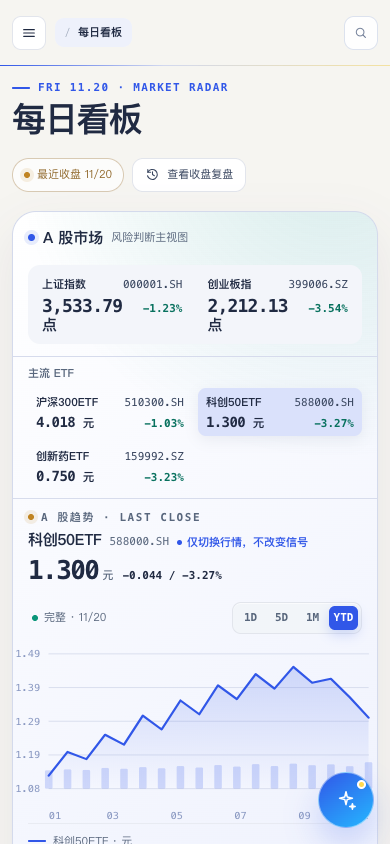 / 每日看板
FRI 11.20 · MARKET RADAR
每日看板
最近收盘 11/20
查看收盘复盘
A 股市场 风险判断主视图
上证指数 000001.SH
3,533.79 点 -1.23%
创业板指 399006.SZ
2,212.13 点 -3.54%
主流 ETF
沪深300ETF 510300.SH
4.018 元 -1.03%
科创50ETF 588000.SH
1.300 元 -3.27%
创新药ETF 159992.SZ
0.750 元 -3.23%
A 股趋势 · LAST CLOSE
科创50ETF 588000.SH 仅切换行情，不改变信号
1.300 元 -0.044 / -3.27%
完整 · 11/20
1D 5D 1M YTD
1.49
1.39
1.29
1.19
1.08
01 03 05 07 09
科创50ETF · 元